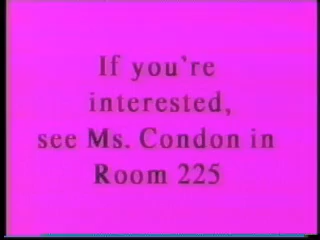 If you're
interested,
see Ms. Condon in
Room 225